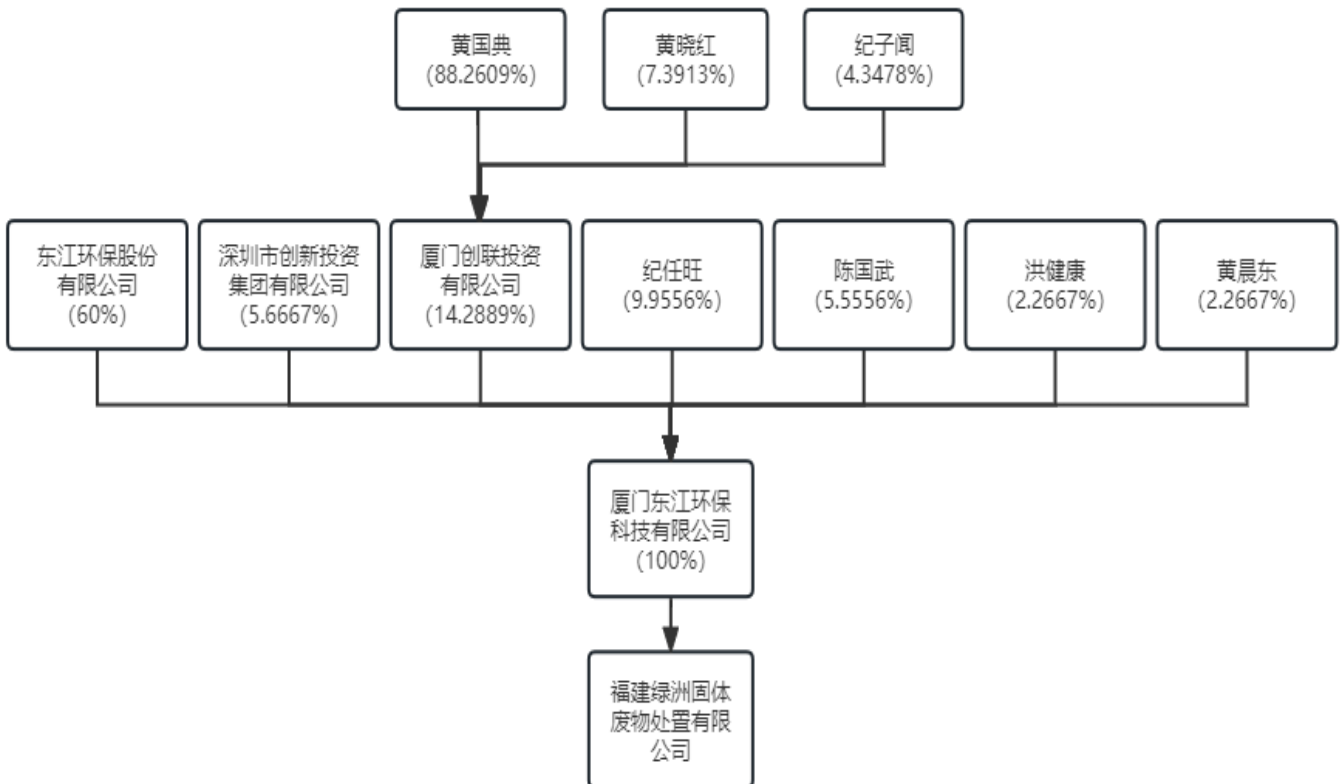 黄国典
(88.2609%)
黄晓红
(7.3913%)
纪子闻
(4.3478%)
东江环保股份
有限公司
(60%)
深圳市创新投资
集团有限公司
(5.6667%)
厦门创联投资
有限公司
(14.2889%)
纪任旺
(9.9556%)
陈国武
(5.5556%)
洪健康
(2.2667%)
黄晨东
(2.2667%)
厦门东江环保
科技有限公司
(100%)
福建绿洲固体
废物处置有限
公司